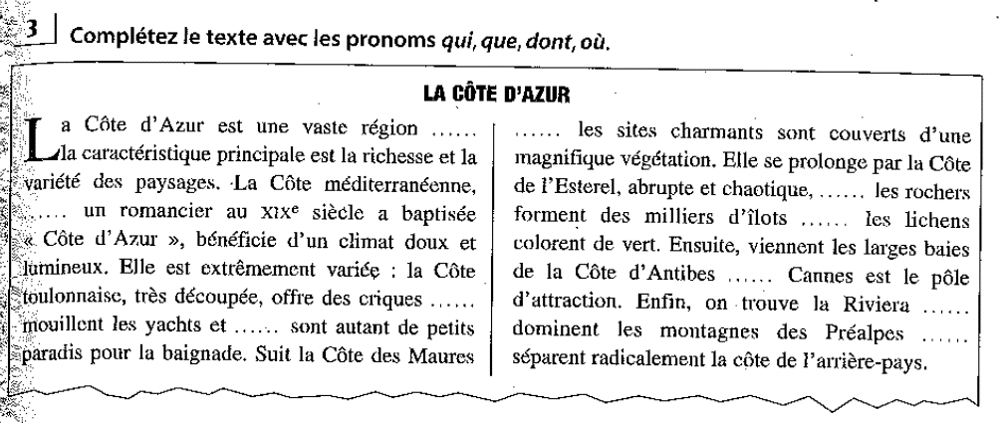 3 Complétez le texte avec les pronoms qui, que, dont, où.
LA CÔTE D'AZUR
La Côte d'Azur est une vaste région ......
la caractéristique principale est la richesse et la
variété des paysages. La Côte méditerranéenne,
...... un romancier au XIXe siècle a baptisée
« Côte d'Azur », bénéficie d'un climat doux et
lumineux. Elle est extrêmement variée : la Côte
toulonnaise, très découpée, offre des criques ......
mouillent les yachts et ...... sont autant de petits
paradis pour la baignade. Suit la Côte des Maures
...... les sites charmants sont couverts d'une
magnifique végétation. Elle se prolonge par la Côte
de l'Esterel, abrupte et chaotique, ...... les rochers
forment des milliers d'îlots ...... les lichens
colorent de vert. Ensuite, viennent les larges baies
de la Côte d'Antibes ...... Cannes est le pôle
d'attraction. Enfin, on trouve la Riviera ......
dominent les montagnes des Préalpes ......
séparent radicalement la côte de l'arrière-pays.